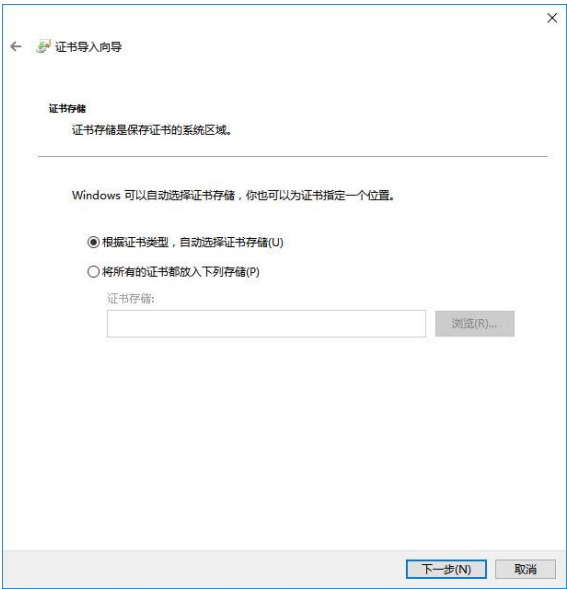 证书导入向导
证书存储
证书存储是保存证书的系统区域。
Windows 可以自动选择证书存储，你也可以为证书指定一个位置。
根据证书类型，自动选择证书存储(U)
将所有的证书都放入下列存储(P)
证书存储:
浏览(R)...
下一步(N)
取消